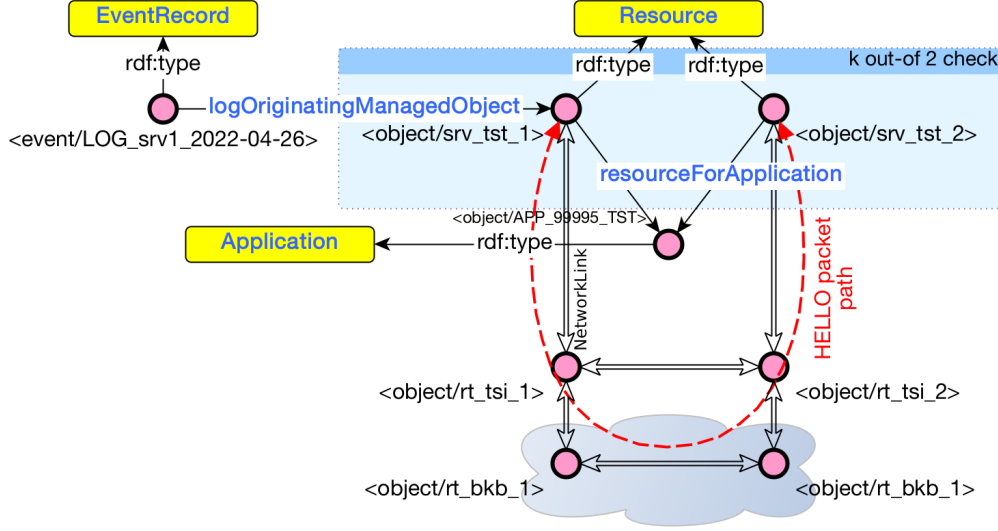 EventRecord
Resource
k out-of 2 check
rdf:type
rdf:type
rdf:type
logOriginatingManagedObject
<event/LOG_srv1_2022-04-26>
<object/srv_tst_1>
<object/srv_tst_2>
resourceForApplication
<object/APP_99995_TST>
Application
rdf:type
NetworkLink
HELLO packet
path
<object/rt_tsi_1>
<object/rt_tsi_2>
<object/rt_bkb_1>
<object/rt_bkb_1>